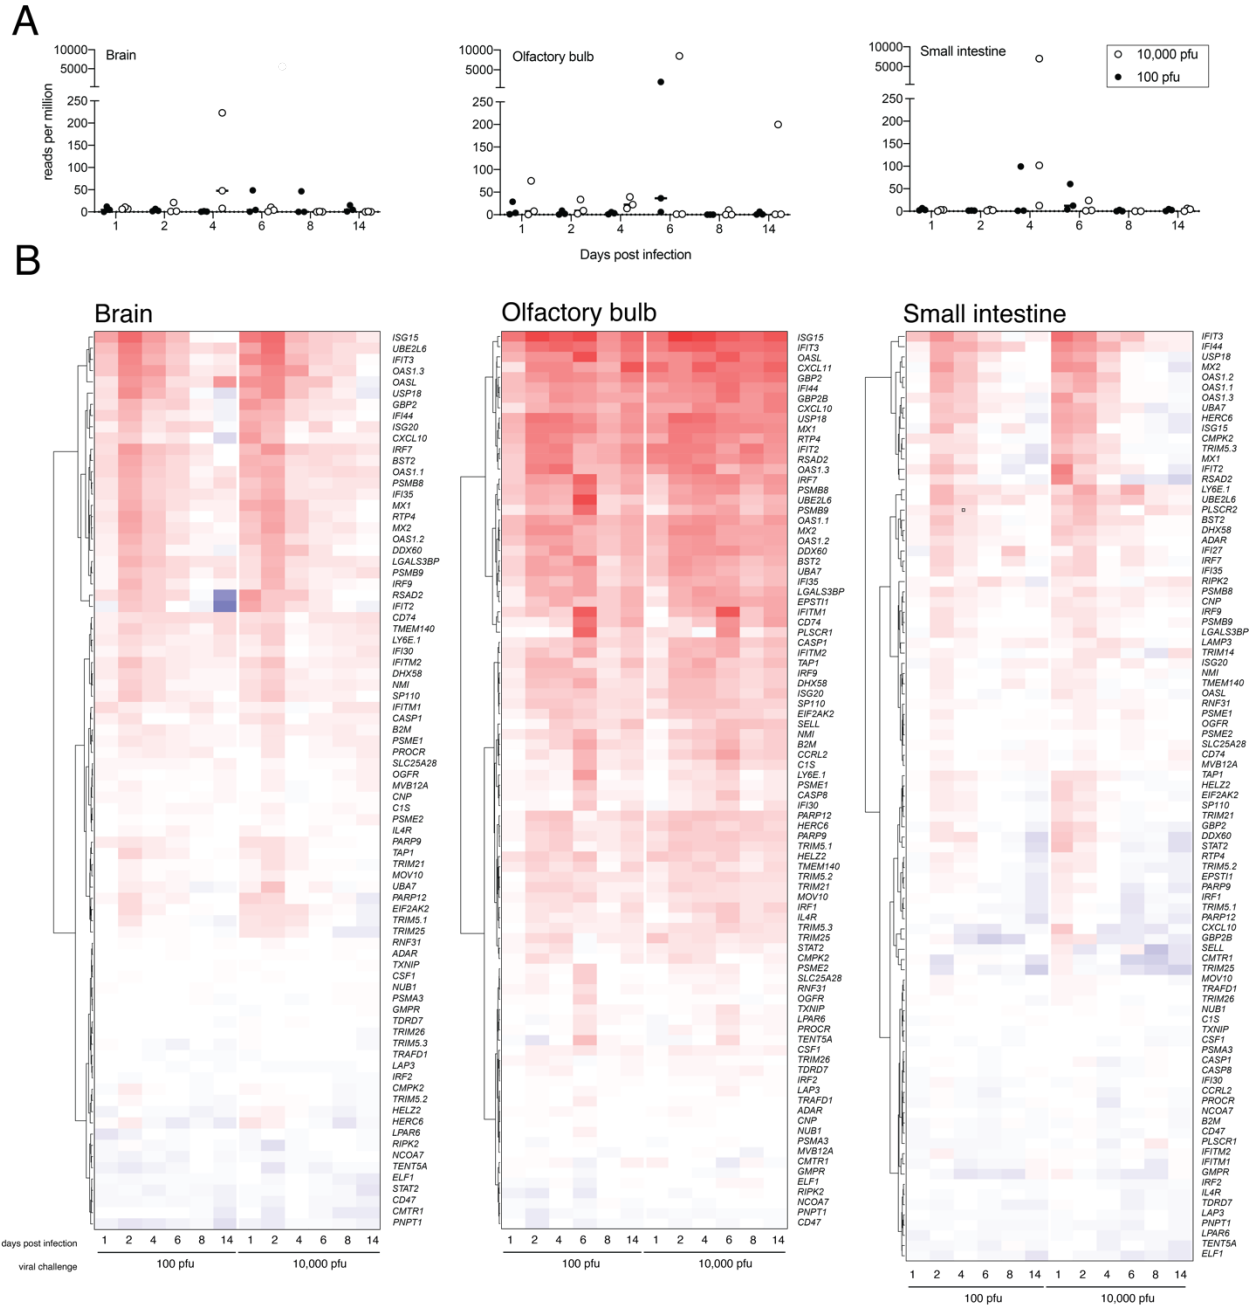 A
Brain
reads per million
10000
5000
250
200
150
100
50
0
1 2 4 6 8 14
Olfactory bulb
10000
5000
250
200
150
100
50
0
1 2 4 6 8 14
Days post infection
Small intestine
10000
5000
250
200
150
100
50
0
1 2 4 6 8 14
10,000 pfu
100 pfu
B
Brain
ISG15
UBE2L6
IFIT3
OAS1.3
OASL
USP18
GBP2
IFI44
ISG20
CXCL10
IRF7
BST2
OAS1.1
PSMB8
IFI35
MX1
RTP4
MX2
OAS1.2
DDX60
LGALS3BP
PSMB9
IRF9
RSAD2
IFIT2
CD74
TMEM140
LY6E.1
IFI30
IFITM2
DHX58
NMI
SP110
IFITM1
CASP1
B2M
PSME1
PROCR
SLC25A28
OGFR
MVB12A
CNP
C1S
PSME2
IL4R
PARP9
TAP1
TRIM21
MOV10
UBA7
PARP12
EIF2AK2
TRIM5.1
TRIM25
RNF31
ADAR
TXNIP
CSF1
NUB1
PSMA3
GMPR
TDRD7
TRIM26
TRIM5.3
TRAFD1
LAP3
IRF2
CMPK2
TRIM5.2
HELZ2
HERC6
LPAR6
RIPK2
NCOA7
TENT5A
ELF1
STAT2
CD47
CMTR1
PNPT1
days post infection
1 2 4 6 8 14 1 2 4 6 8 14
viral challenge
100 pfu
10,000 pfu
Olfactory bulb
ISG15
IFIT3
OASL
CXCL11
GBP2
IFI44
GBP2B
CXCL10
USP18
MX1
RTP4
IFIT2
RSAD2
OAS1.3
IRF7
PSMB8
UBE2L6
PSMB9
OAS1.1
MX2
OAS1.2
DDX60
BST2
UBA7
IFI35
LGALS3BP
EPSTI1
IFITM1
CD74
PLSCR1
CASP1
IFITM2
TAP1
IRF9
DHX58
ISG20
SP110
EIF2AK2
SELL
NMI
B2M
CCRL2
C1S
LY6E.1
PSME1
CASP8
IFI30
PARP12
HERC6
PARP9
TRIM5.1
HELZ2
TMEM140
TRIM5.2
TRIM21
MOV10
IRF1
IL4R
TRIM5.3
TRIM25
STAT2
CMPK2
PSME2
SLC25A28
RNF31
OGFR
TXNIP
LPAR6
PROCR
TENT5A
CSF1
TRIM26
TDRD7
IRF2
LAP3
TRAFD1
ADAR
CNP
NUB1
PSMA3
MVB12A
CMTR1
GMPR
ELF1
RIPK2
NCOA7
PNPT1
CD47
1 2 4 6 8 14 1 2 4 6 8 14
100 pfu
10,000 pfu
Small intestine
IFIT3
IFI44
USP18
MX2
OAS1.2
OAS1.1
OAS1.3
UBA7
HERC6
ISG15
CMPK2
TRIM5.3
MX1
IFIT2
RSAD2
LY6E.1
UBE2L6
PLSCR2
BST2
DHX58
ADAR
IFI27
IRF7
IFI35
RIPK2
PSMB8
CNP
IRF9
PSMB9
LGALS3BP
LAMP3
TRIM14
ISG20
NMI
TMEM140
OASL
RNF31
PSME1
OGFR
PSME2
SLC25A28
CD74
MVB12A
TAP1
HELZ2
EIF2AK2
SP110
TRIM21
GBP2
DDX60
STAT2
RTP4
TRIM5.2
EPSTI1
PARP9
IRF1
TRIM5.1
PARP12
CXCL10
GBP2B
SELL
CMTR1
TRIM25
MOV10
TRAFD1
TRIM26
NUB1
C1S
TXNIP
CSF1
PSMA3
CASP1
CASP8
IFI30
CCRL2
PROCR
NCOA7
B2M
CD47
PLSCR1
IFITM2
IFITM1
GMPR
IRF2
IL4R
TDRD7
LAP3
PNPT1
LPAR6
TENT5A
ELF1
1 2 4 6 8 14 1 2 4 6 8 14
100 pfu
10,000 pfu